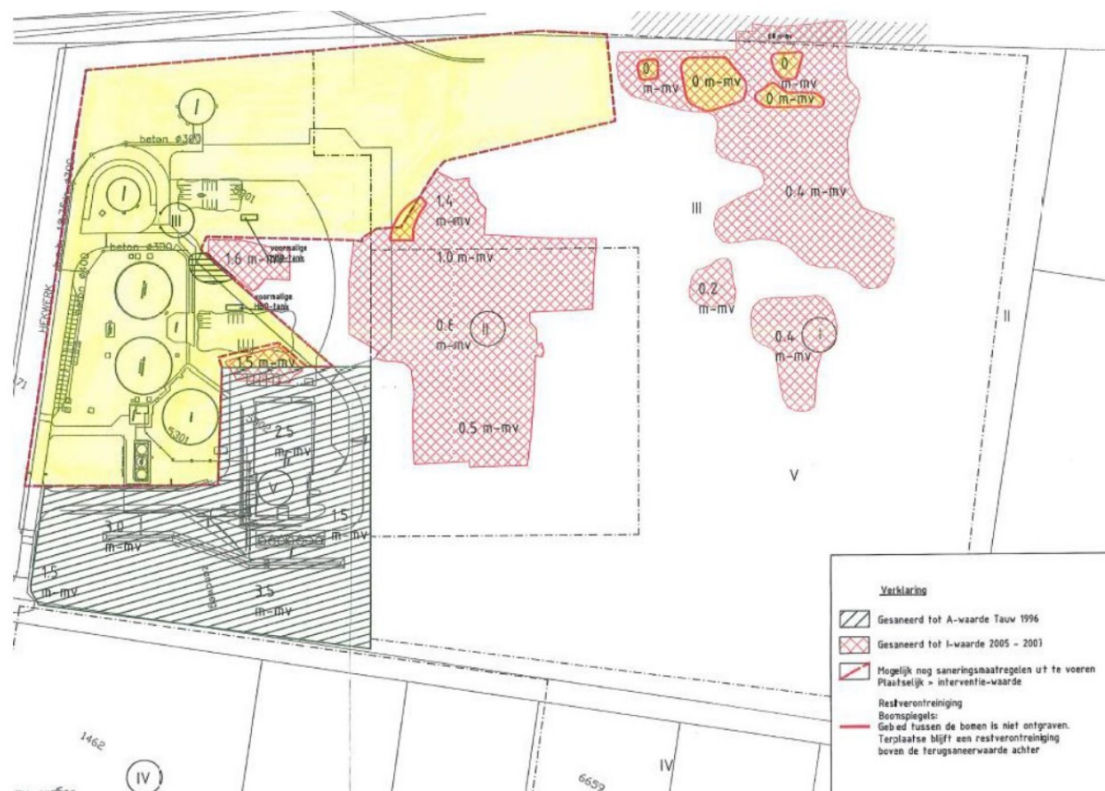 0
m-mv
0 m-mv
0
m-mv
0 m-mv
beton Ø300
III
beton Ø300
1.6 m-mv
voormalige
voormalige
1.4
m-mv
1.0 m-mv
0.4 m-mv
III
0.2
m-mv
II
0.4
m-mv
I
II
HEKWERK
beton Ø400
1.5 m-mv
0.5 m-mv
S301
2.5
m-mv
V
V
3.0
m-mv
1.5
m-mv
1.5
m-mv
3.5
m-mv
zandweg
1462
IV
6659
IV
Verklaring
Gesaneerd tot A-waarde Tauw 1996
Gesaneerd tot I-waarde 2005 - 2007
Mogelijk nog saneringsmaatregelen uit te voeren
Plaatselijk > interventie-waarde
Restverontreiniging
Boomspiegels:
Gebied tussen de bomen is niet ontgraven.
Terplaatse blijft een restverontreiniging
boven de terugsaneerwaarde achter